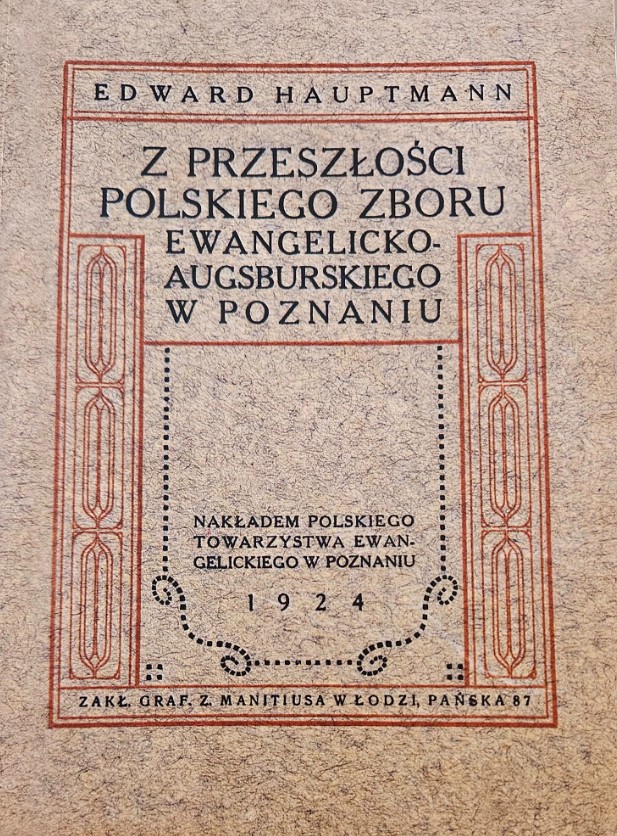 EDWARD HAUPTMANN
Z PRZESZŁOŚCI
POLSKIEGO ZBORU
EWANGELICKO-
AUGSBURSKIEGO
W POZNANIU
NAKŁADEM POLSKIEGO
TOWARZYSTWA EWAN-
GELICKIEGO W POZNANIU
1924
ZAKŁ. GRAF. Z. MANITIUSA W ŁODZI, PAŃSKA 87